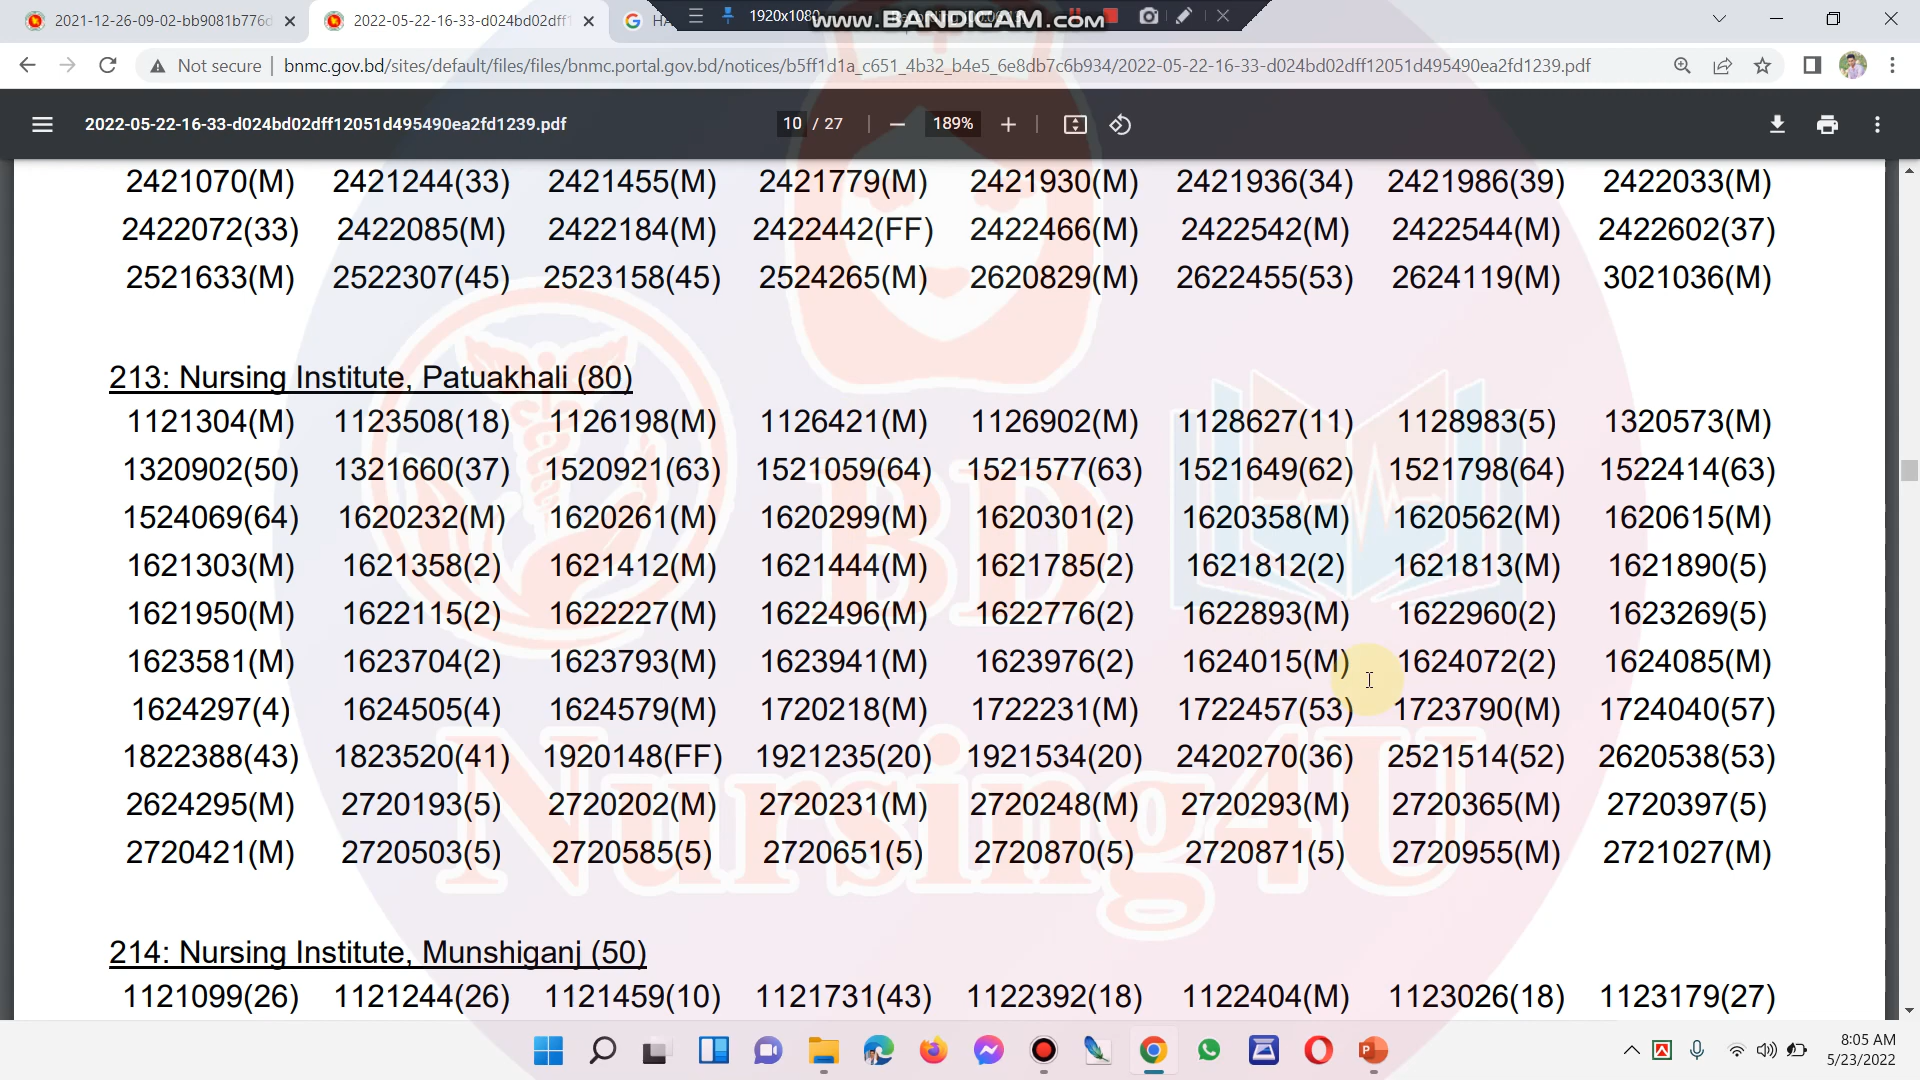 2021-12-26-09-02-bb9081b776d
2022-05-22-16-33-d024bd02dff1
HA
1920x1080
www.BANDICAM.com
Not secure
bnmc.gov.bd/sites/default/files/files/bnmc.portal.gov.bd/notices/b5ff1d1a_c651_4b32_b4e5_6e8db7c6b934/2022-05-22-16-33-d024bd02dff12051d495490ea2fd1239.pdf
2022-05-22-16-33-d024bd02dff12051d495490ea2fd1239.pdf
10 / 27
189%
2421070(M) 2421244(33) 2421455(M) 2421779(M) 2421930(M) 2421936(34) 2421986(39) 2422033(M)
2422072(33) 2422085(M) 2422184(M) 2422442(FF) 2422466(M) 2422542(M) 2422544(M) 2422602(37)
2521633(M) 2522307(45) 2523158(45) 2524265(M) 2620829(M) 2622455(53) 2624119(M) 3021036(M)
213: Nursing Institute, Patuakhali (80)
1121304(M) 1123508(18) 1126198(M) 1126421(M) 1126902(M) 1128627(11) 1128983(5) 1320573(M)
1320902(50) 1321660(37) 1520921(63) 1521059(64) 1521577(63) 1521649(62) 1521798(64) 1522414(63)
1524069(64) 1620232(M) 1620261(M) 1620299(M) 1620301(2) 1620358(M) 1620562(M) 1620615(M)
1621303(M) 1621358(2) 1621412(M) 1621444(M) 1621785(2) 1621812(2) 1621813(M) 1621890(5)
1621950(M) 1622115(2) 1622227(M) 1622496(M) 1622776(2) 1622893(M) 1622960(2) 1623269(5)
1623581(M) 1623704(2) 1623793(M) 1623941(M) 1623976(2) 1624015(M) 1624072(2) 1624085(M)
1624297(4) 1624505(4) 1624579(M) 1720218(M) 1722231(M) 1722457(53) 1723790(M) 1724040(57)
1822388(43) 1823520(41) 1920148(FF) 1921235(20) 1921534(20) 2420270(36) 2521514(52) 2620538(53)
2624295(M) 2720193(5) 2720202(M) 2720231(M) 2720248(M) 2720293(M) 2720365(M) 2720397(5)
2720421(M) 2720503(5) 2720585(5) 2720651(5) 2720870(5) 2720871(5) 2720955(M) 2721027(M)
214: Nursing Institute, Munshiganj (50)
1121099(26) 1121244(26) 1121459(10) 1121731(43) 1122392(18) 1122404(M) 1123026(18) 1123179(27)
BD
Nursing4U
8:05 AM
5/23/2022